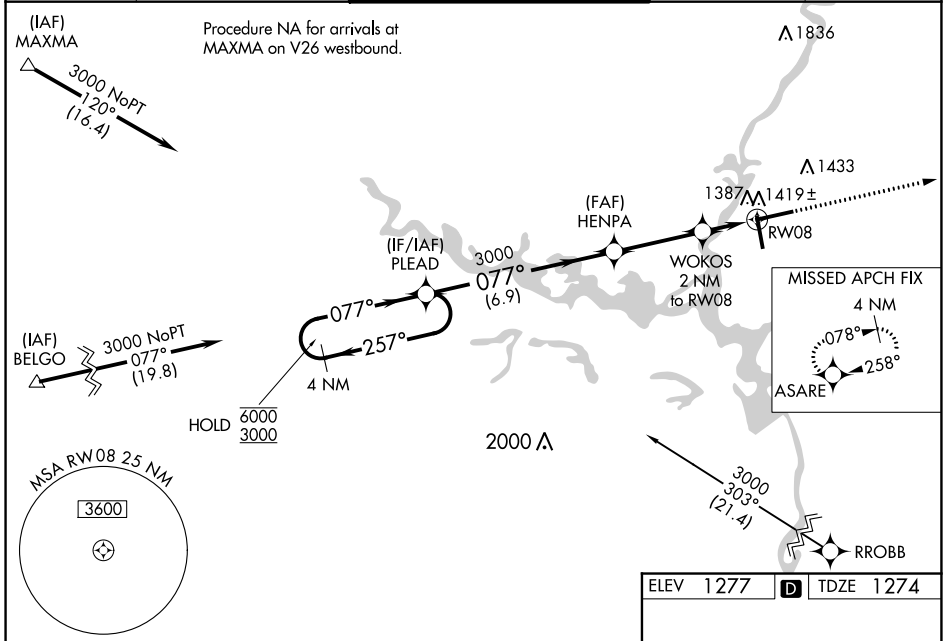 (IAF)
MAXMA
3000 NoPT
120°
(16.4)
Procedure NA for arrivals at
MAXMA on V26 westbound.
1836
1433
1387
1419±
RW08
(FAF)
HENPA
WOKOS
2 NM
to RW08
(IF/IAF)
PLEAD
3000
077°
(6.9)
077°
257°
4 NM
HOLD
6000
3000
(IAF)
BELGO
3000 NoPT
077°
(19.8)
MISSED APCH FIX
4 NM
078°
258°
ASARE
2000
3000
303°
(21.4)
RROBB
MSA RW08 25 NM
3600
ELEV 1277 D TDZE 1274